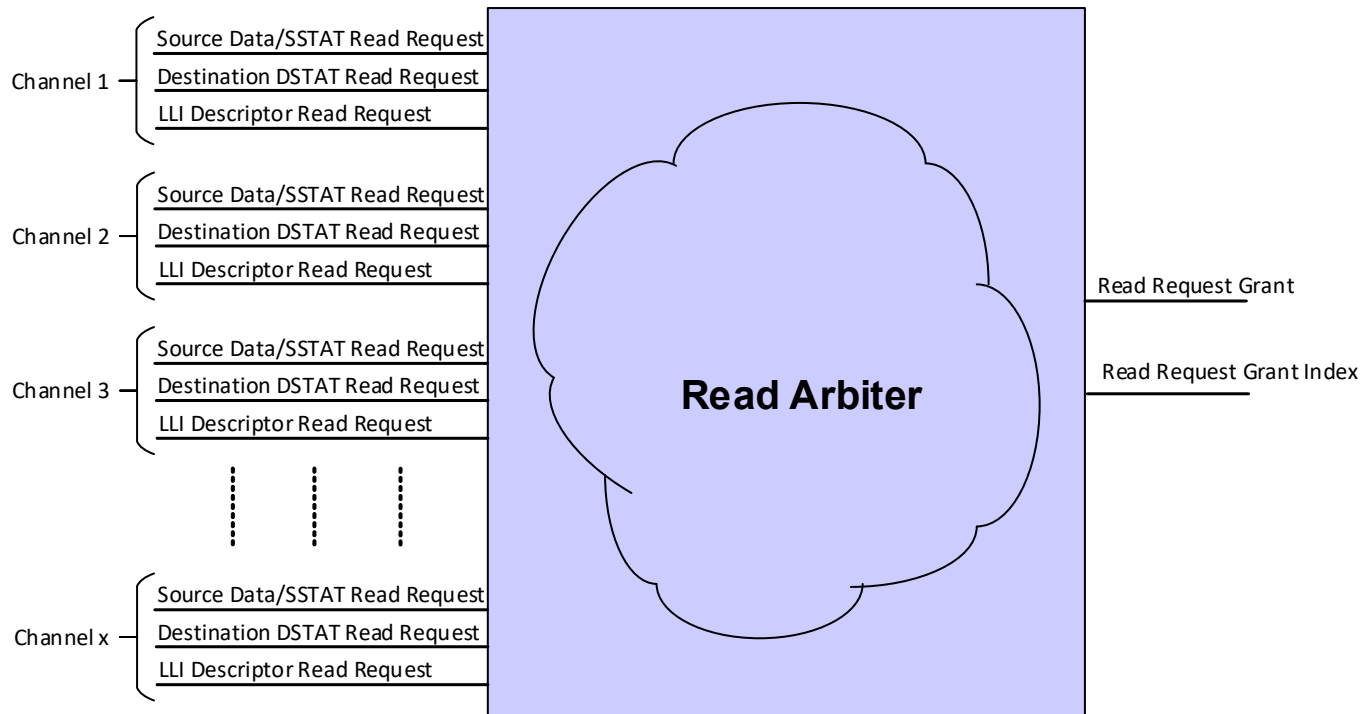 Channel 1
Source Data/SSTAT Read Request
Destination DSTAT Read Request
LLI Descriptor Read Request
Channel 2
Source Data/SSTAT Read Request
Destination DSTAT Read Request
LLI Descriptor Read Request
Channel 3
Source Data/SSTAT Read Request
Destination DSTAT Read Request
LLI Descriptor Read Request
Channel x
Source Data/SSTAT Read Request
Destination DSTAT Read Request
LLI Descriptor Read Request
Read Arbiter
Read Request Grant
Read Request Grant Index